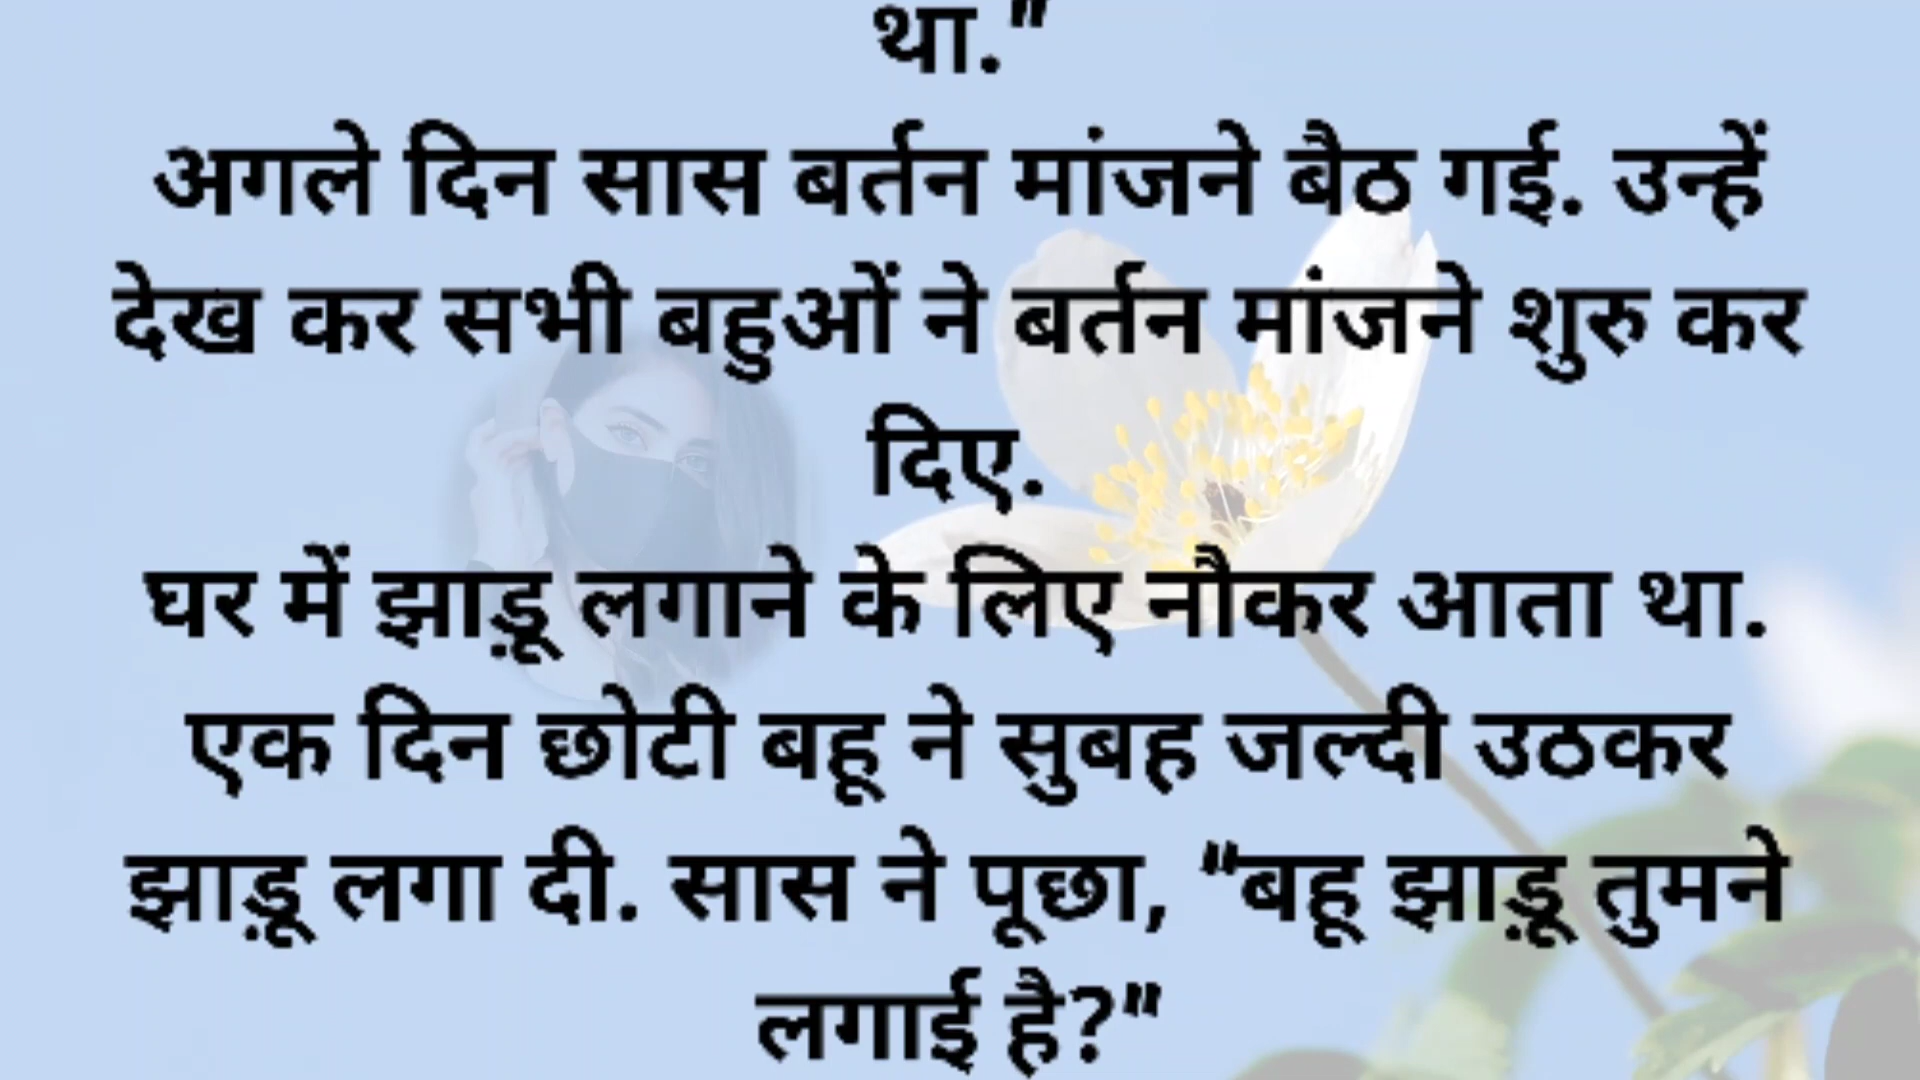 था."
अगले दिन सास बर्तन मांजने बैठ गई. उन्हें
देख कर सभी बहुओं ने बर्तन मांजने शुरु कर
दिए.
घर में झाड़ू लगाने के लिए नौकर आता था.
एक दिन छोटी बहू ने सुबह जल्दी उठकर
झाड़ू लगा दी. सास ने पूछा, "बहू झाड़ू तुमने
लगाई है?"